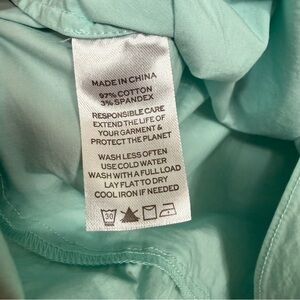 MADE IN CHINA
97% COTTON
3% SPANDEX
RESPONSIBLE CARE
EXTEND THE LIFE OF
YOUR GARMENT &
PROTECT THE PLANET
WASH LESS OFTEN
USE COLD WATER
WASH WITH A FULL LOAD
LAY FLAT TO DRY
COOL IRON IF NEEDED
30